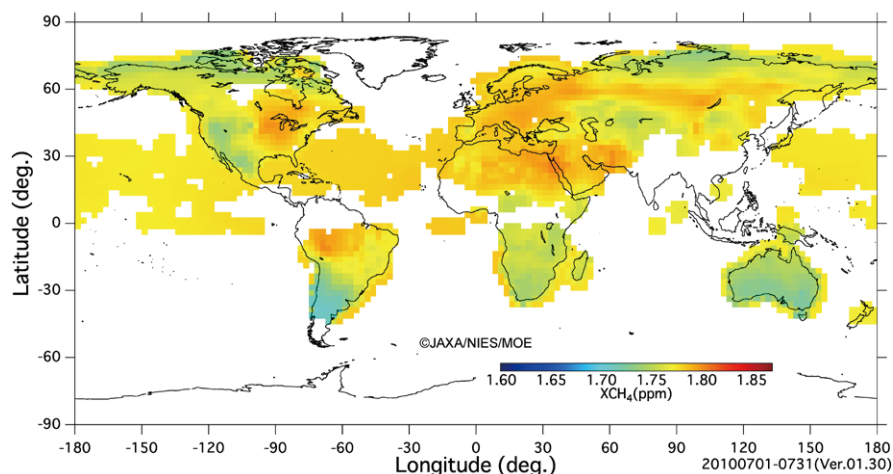 90
60
30
0
-30
-60
-90
Latitude (deg.)
©JAXA/NIES/MOE
1.60 1.65 1.70 1.75 1.80 1.85
XCH₄(ppm)
-180 -150 -120 -90 -60 -30 0 30 60 90 120 150 180
Longitude (deg.)
20100701-0731(Ver.01.30)